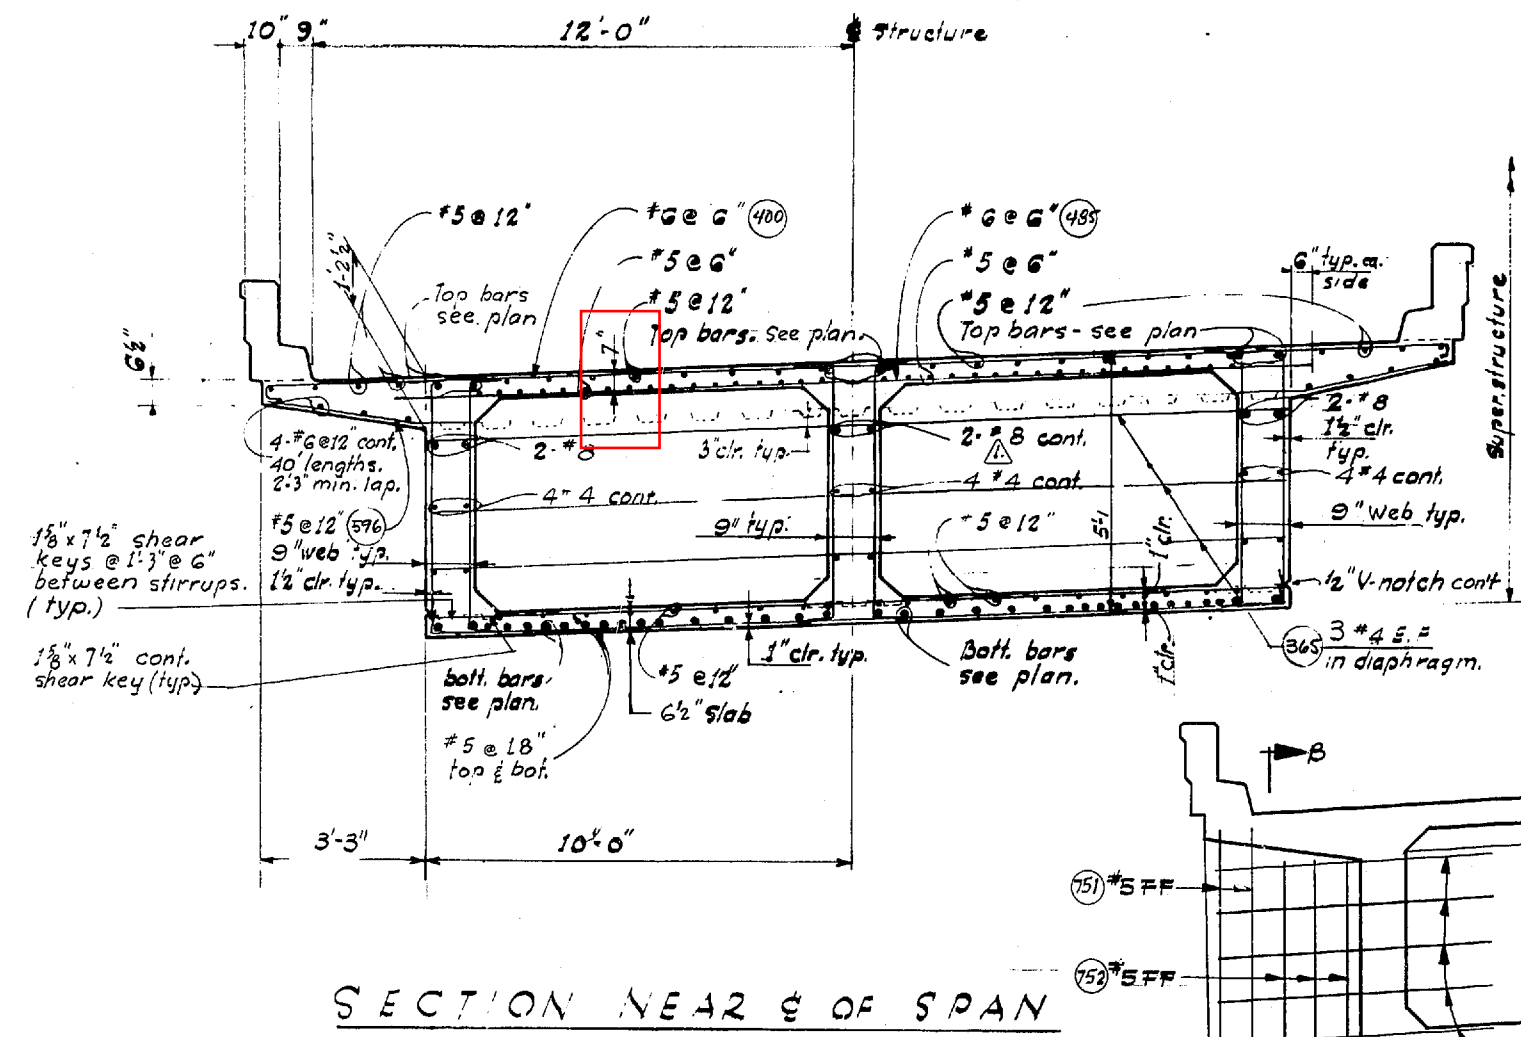 10" 9"
12'-0"
℄ Structure
#5 @ 12"
#6 @ 6" 400
#6 @ 6" 485
1'-2½"
#5 @ 6"
#5 @ 6"
6" typ. ea.
side
Top bars
see plan
#5 @ 12"
#5 @ 12"
Top bars - see plan.
Top bars - see plan
7"
6½"
Superstructure
4-#6@12" cont.
40' lengths.
2'-3" min. lap.
2-#8
3" clr. typ.
2-#8 cont.
1.
2-#8
1½" clr.
typ.
4-4 cont.
4 #4 cont.
4 #4 cont.
#5 @ 12" 596
9" web typ.
1½" clr. typ.
9" typ.
#5 @ 12"
5'-1
1" clr.
9" web typ.
1⅝" x 7½" shear
keys @ 1'-3" @ 6"
between stirrups.
(typ.)
½" V-notch con't
1⅝" x 7½" cont.
shear key (typ.)
bott. bars
see plan.
#5 @ 12"
1" clr. typ.
Bott. bars
see plan.
1" clr.
365 3 #4 E.F
in diaphragm.
6½" Slab
#5 @ 18"
top & bot.
B
3'-3"
10'-0"
751 #5 FF
752 #5 FF
SECTION NEAR ℄ OF SPAN